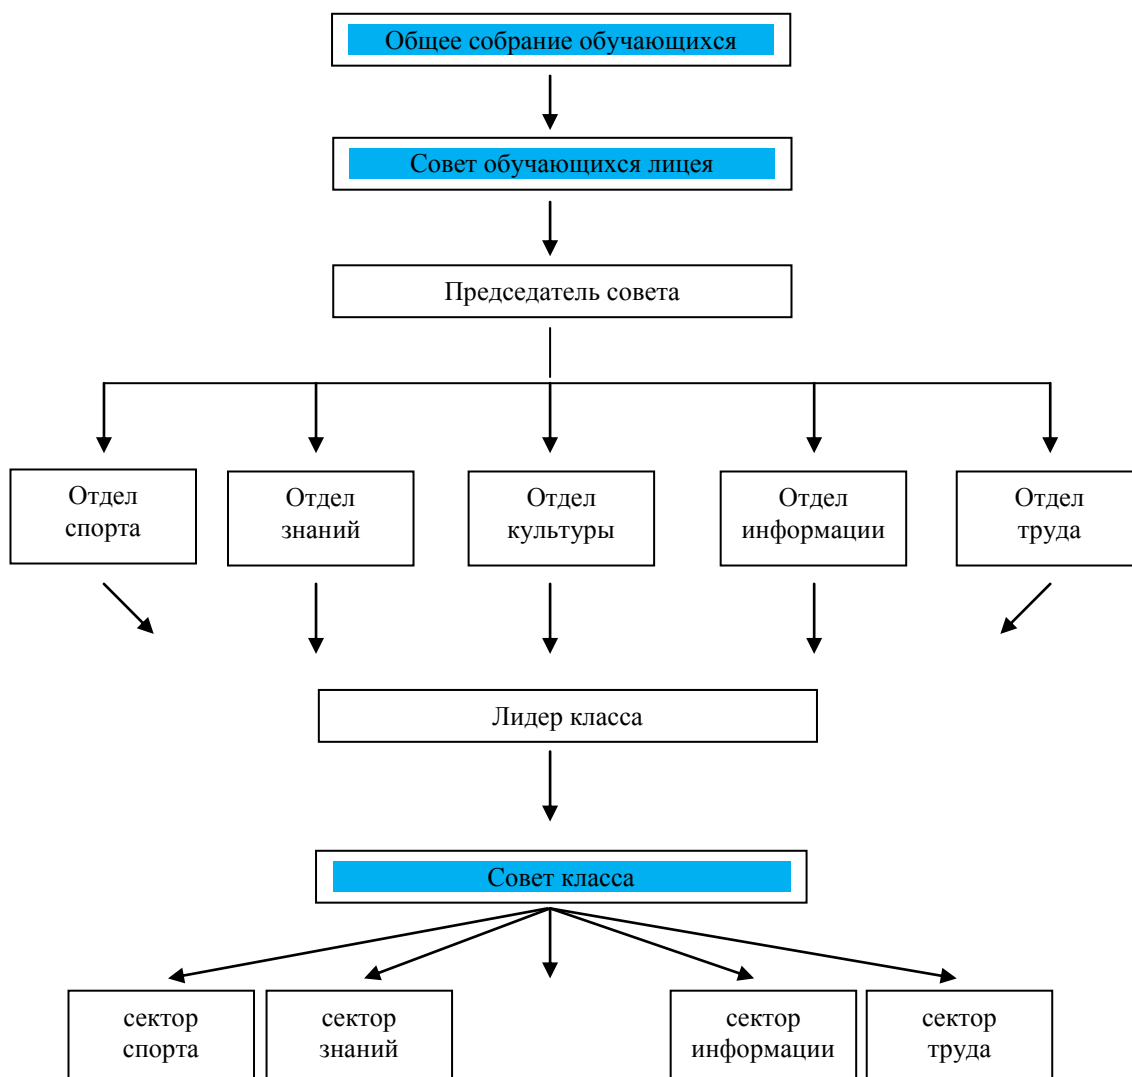 Общее собрание обучающихся
Совет обучающихся лицея
Председатель совета
Отдел
спорта
Отдел
знаний
Отдел
культуры
Отдел
информации
Отдел
труда
Лидер класса
Совет класса
сектор
спорта
сектор
знаний
сектор
информации
сектор
труда